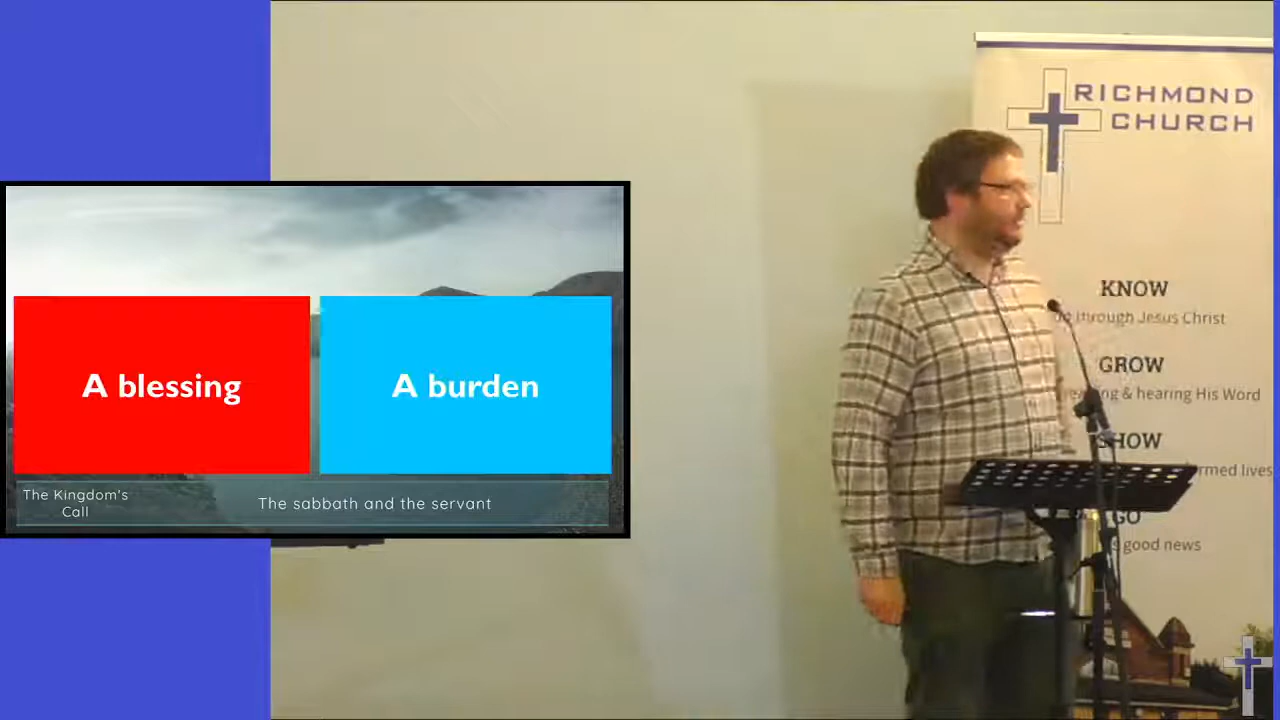 A blessing
A burden
The Kingdom's
Call
The sabbath and the servant
RICHMOND
CHURCH
KNOW
through Jesus Christ
GROW
& hearing His Word
SHOW
lives
GO
good news